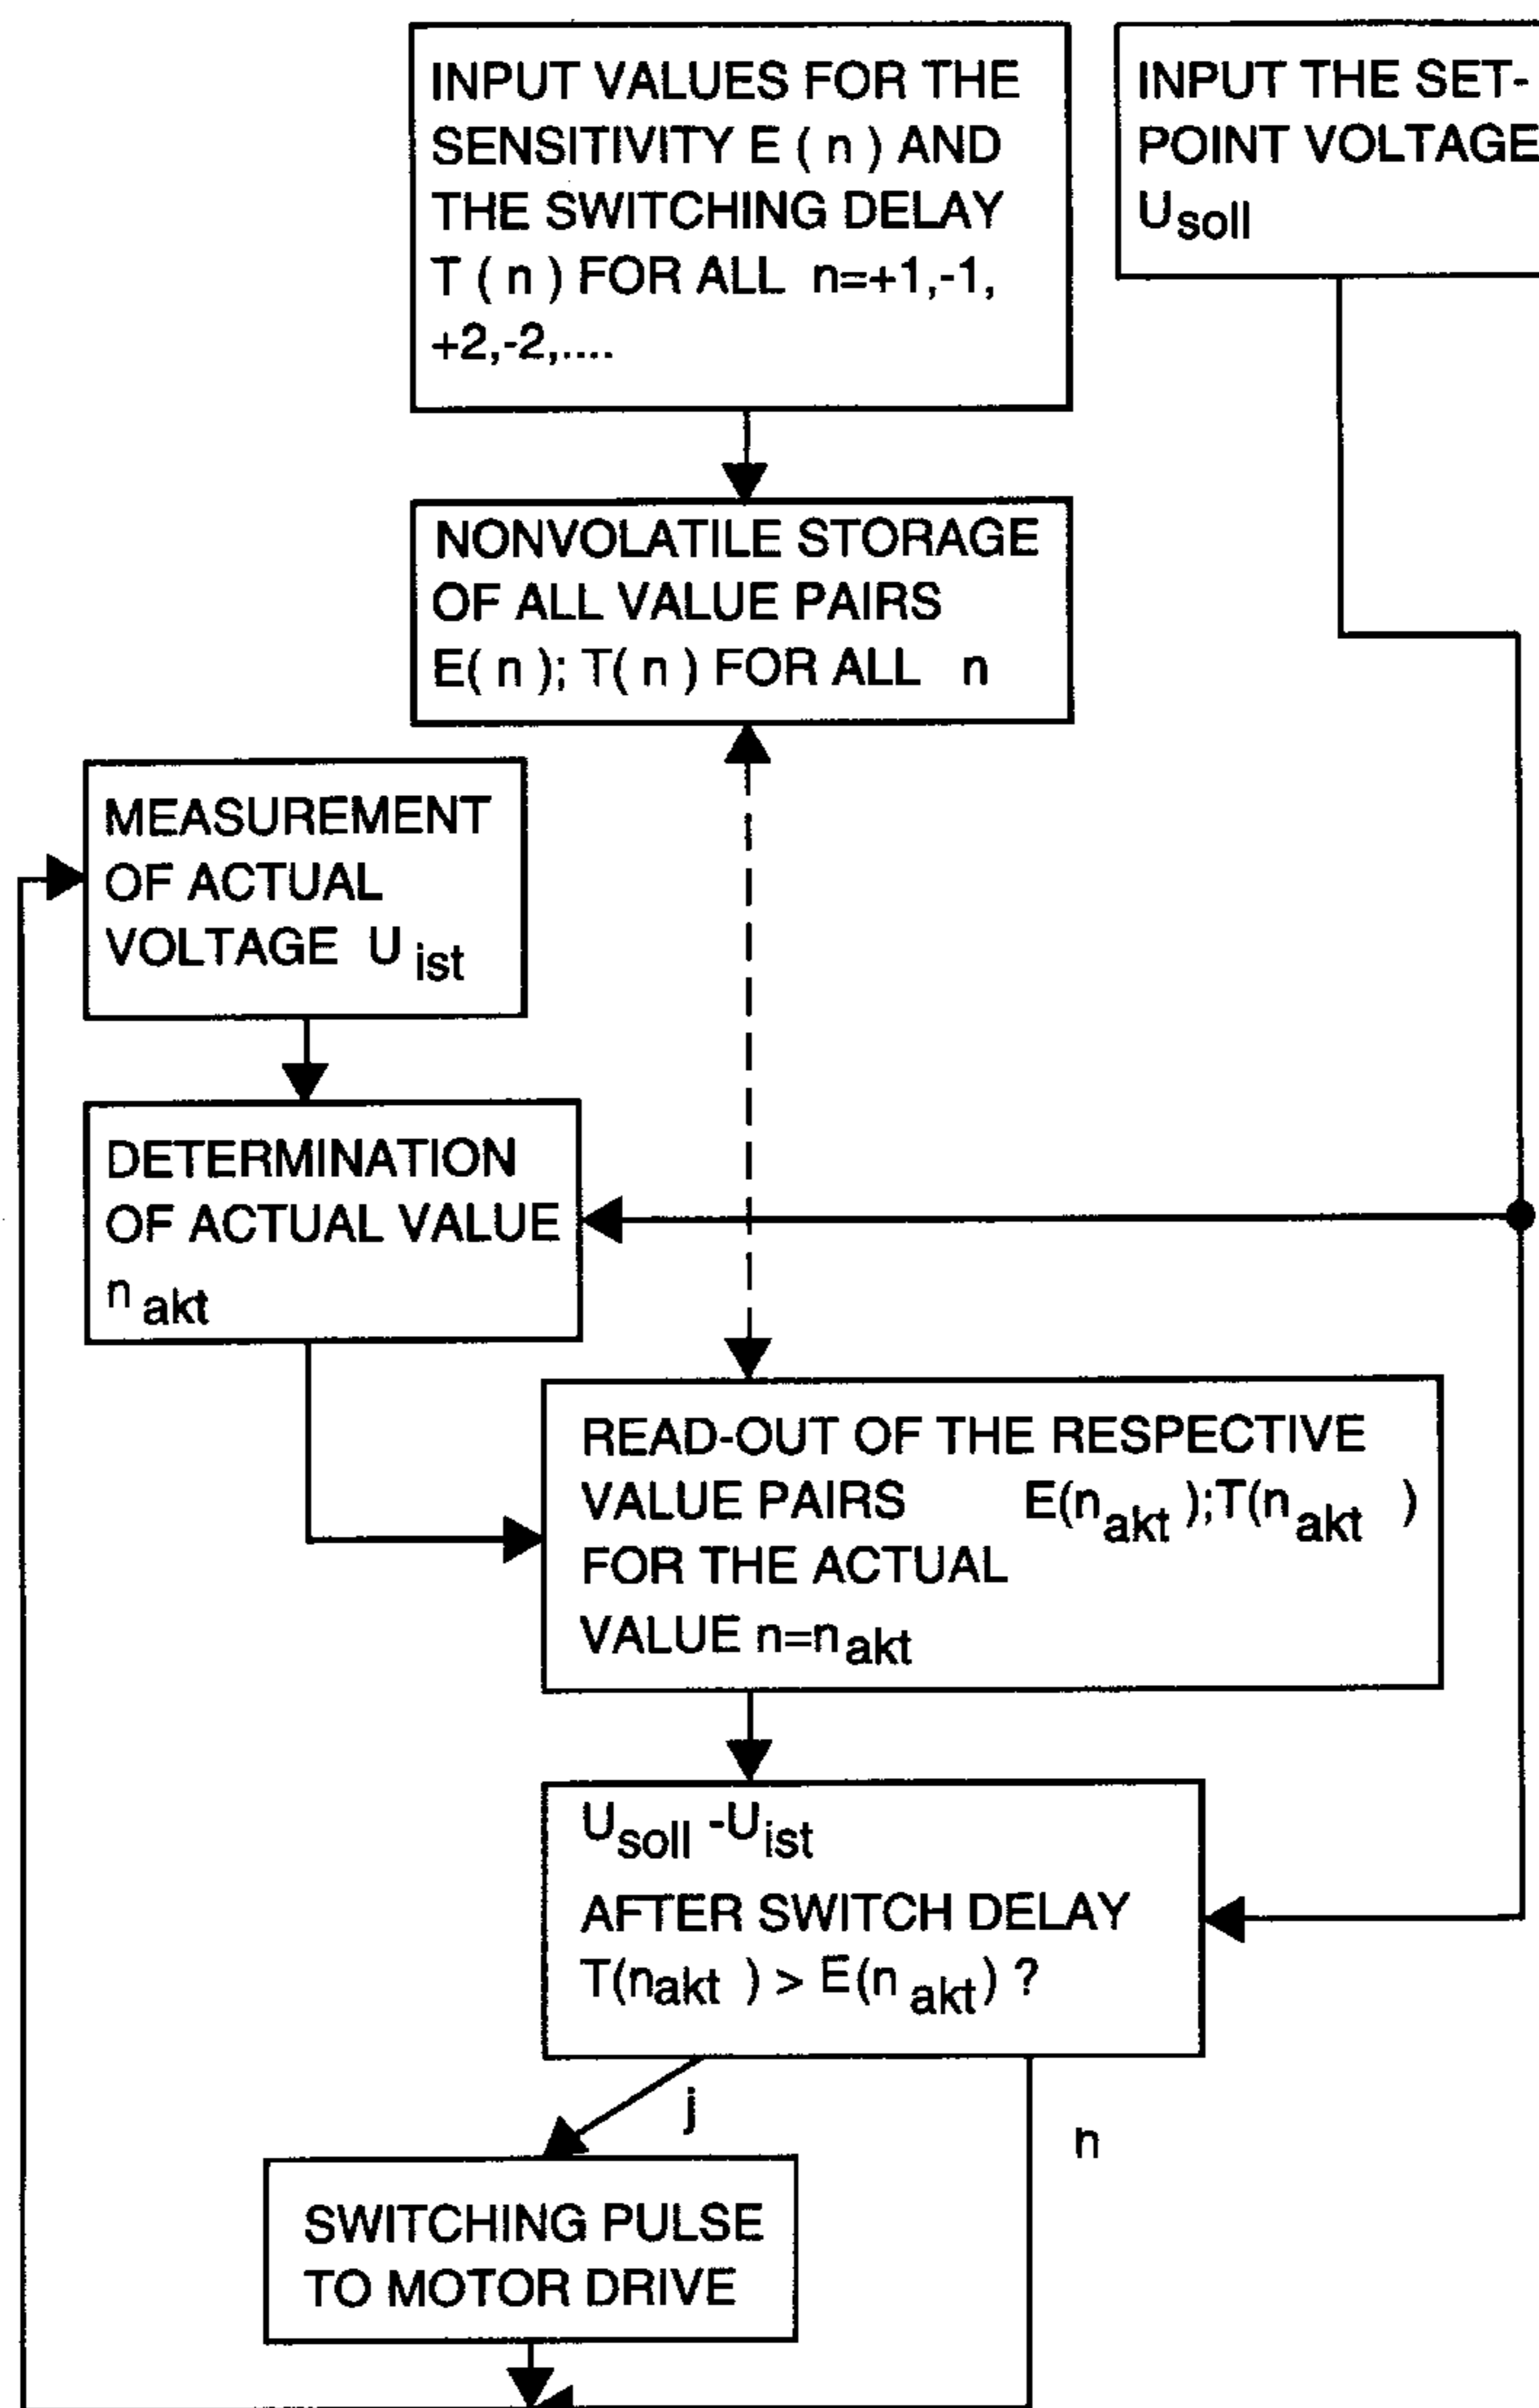 INPUT VALUES FOR THE
SENSITIVITY E ( n ) AND
THE SWITCHING DELAY
T ( n ) FOR ALL n=+1,-1,
+2,-2,....
INPUT THE SET-
POINT VOLTAGE
Usoll
NONVOLATILE STORAGE
OF ALL VALUE PAIRS
E( n ); T( n ) FOR ALL n
MEASUREMENT
OF ACTUAL
VOLTAGE U ist
DETERMINATION
OF ACTUAL VALUE
n akt
READ-OUT OF THE RESPECTIVE
VALUE PAIRS E(nakt );T(nakt )
FOR THE ACTUAL
VALUE n=nakt
Usoll -Uist
AFTER SWITCH DELAY
T(nakt ) > E(n akt) ?
j
n
SWITCHING PULSE
TO MOTOR DRIVE